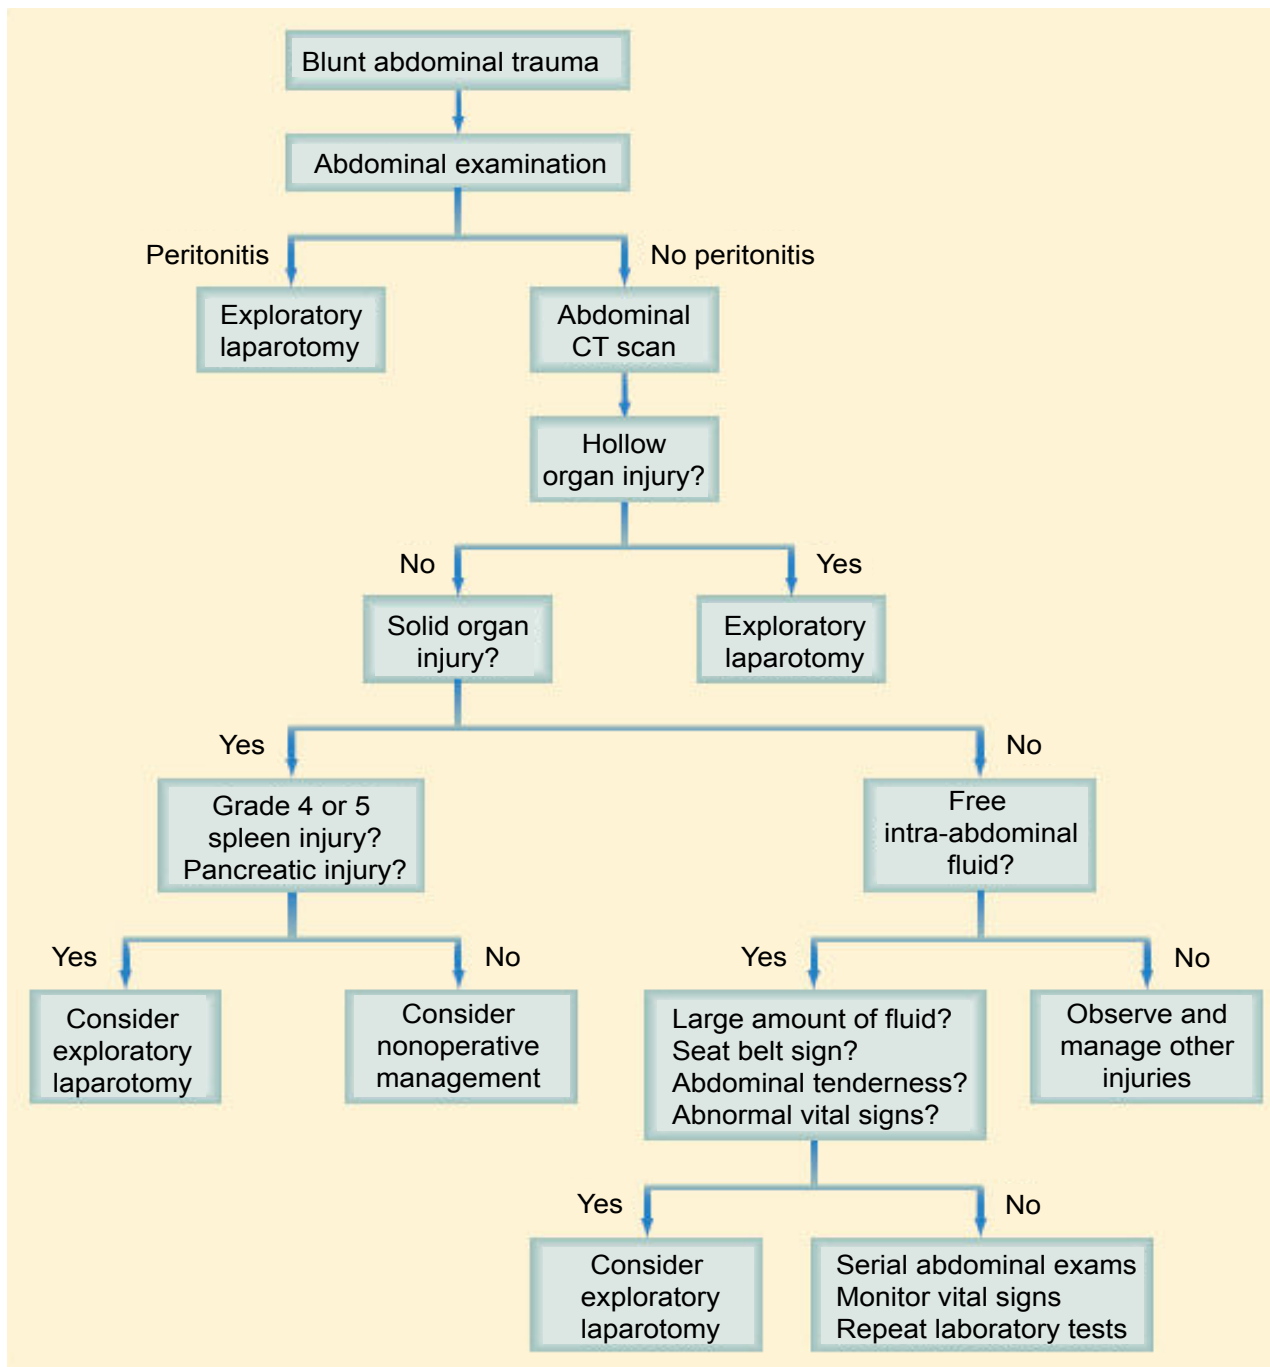 Blunt abdominal trauma
Abdominal examination
Peritonitis
No peritonitis
Exploratory
laparotomy
Abdominal
CT scan
Hollow
organ injury?
No
Yes
Solid organ
injury?
Exploratory
laparotomy
Yes
No
Grade 4 or 5
spleen injury?
Pancreatic injury?
Free
intra-abdominal
fluid?
Yes
No
Yes
No
Consider
exploratory
laparotomy
Consider
nonoperative
management
Large amount of fluid?
Seat belt sign?
Abdominal tenderness?
Abnormal vital signs?
Observe and
manage other
injuries
Yes
No
Consider
exploratory
laparotomy
Serial abdominal exams
Monitor vital signs
Repeat laboratory tests